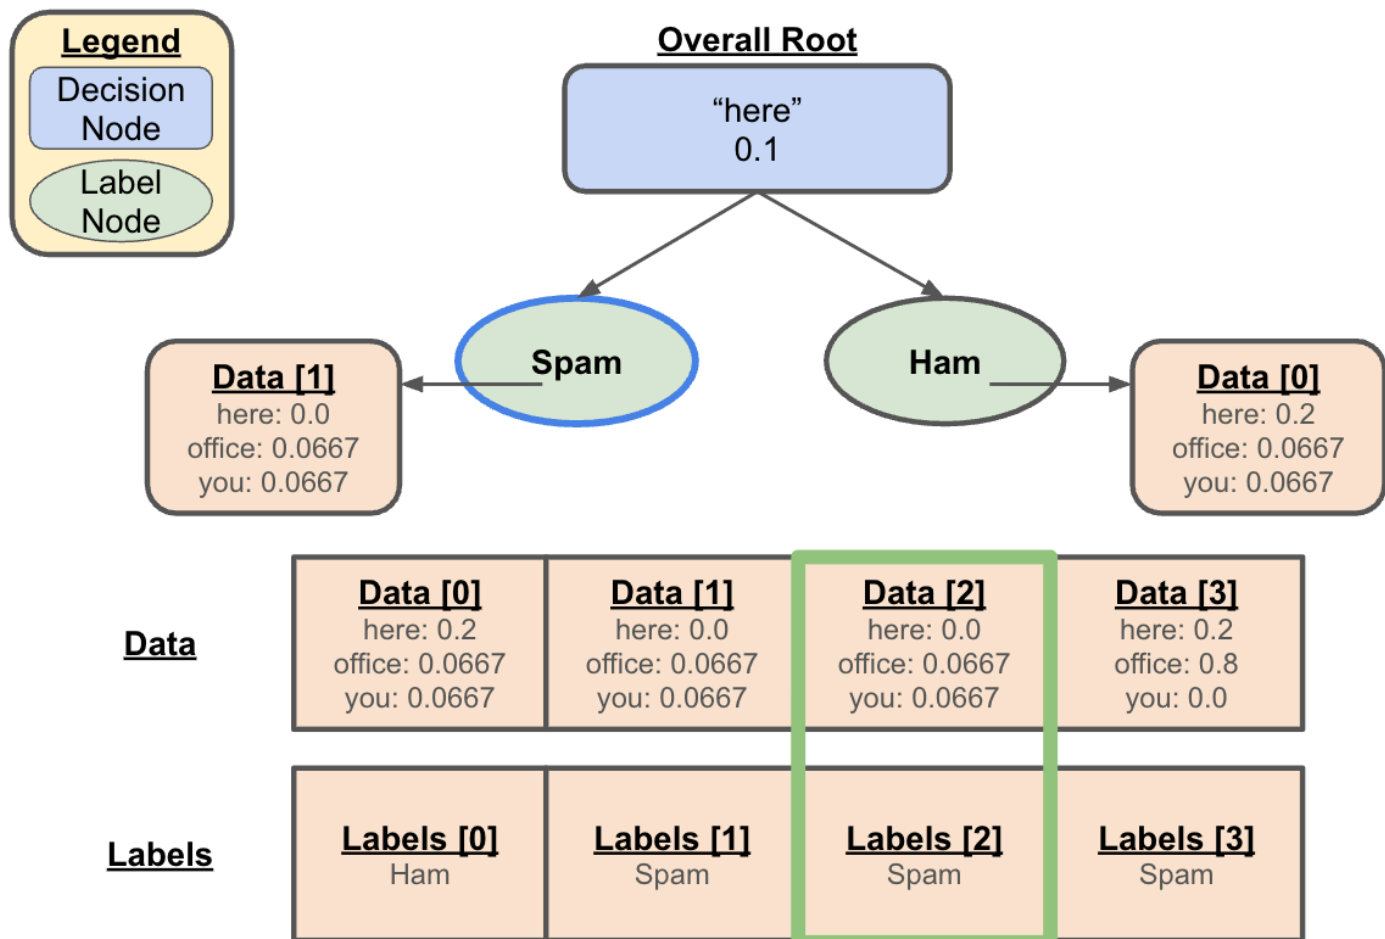 Legend
Decision
Node
Label
Node
Overall Root
“here”
0.1
Spam
Ham
Data [1]
here: 0.0
office: 0.0667
you: 0.0667
Data [0]
here: 0.2
office: 0.0667
you: 0.0667
Data
Data [0]
here: 0.2
office: 0.0667
you: 0.0667
Data [1]
here: 0.0
office: 0.0667
you: 0.0667
Data [2]
here: 0.0
office: 0.0667
you: 0.0667
Data [3]
here: 0.2
office: 0.8
you: 0.0
Labels
Labels [0]
Ham
Labels [1]
Spam
Labels [2]
Spam
Labels [3]
Spam